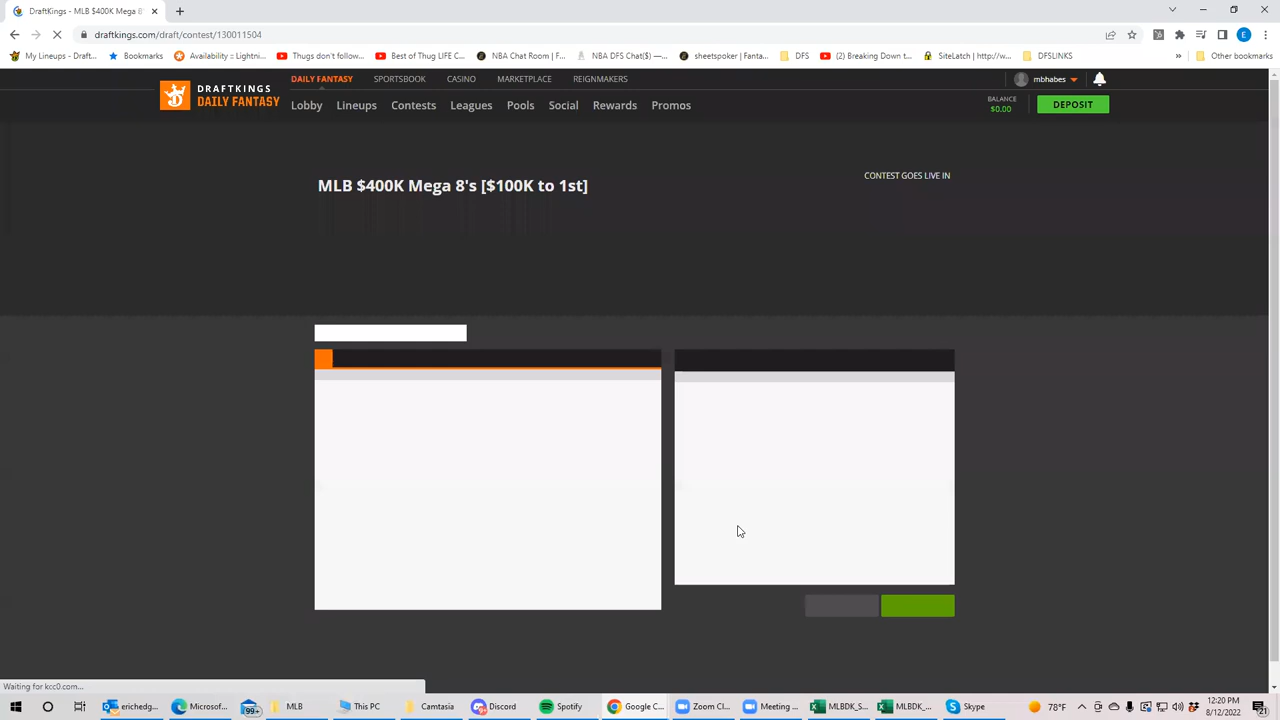 DraftKings - MLB $400K Mega 8's
draftkings.com/draft/contest/130011504
My Lineups - Draft... Bookmarks Availability :: Lightni... Thugs don't follow... Best of Thug LIFE C... NBA Chat Room | F... NBA DFS Chat($) —... sheetspoker | Fanta... DFS (2) Breaking Down t... SiteLatch | http://w... DFSLINKS » Other bookmarks
E
DAILY FANTASY SPORTSBOOK CASINO MARKETPLACE REIGNMAKERS mbhabes
DRAFTKINGS
DAILY FANTASY
Lobby Lineups Contests Leagues Pools Social Rewards Promos
BALANCE
$0.00
DEPOSIT
MLB $400K Mega 8's [$100K to 1st]
CONTEST GOES LIVE IN
Waiting for kcc0.com...
erichedg... Microsof... 99+ MLB This PC Camtasia Discord Spotify Google C... Zoom Cl... Meeting ... MLBDK_S... MLBDK_... Skype 78°F
12:20 PM
8/12/2022
21